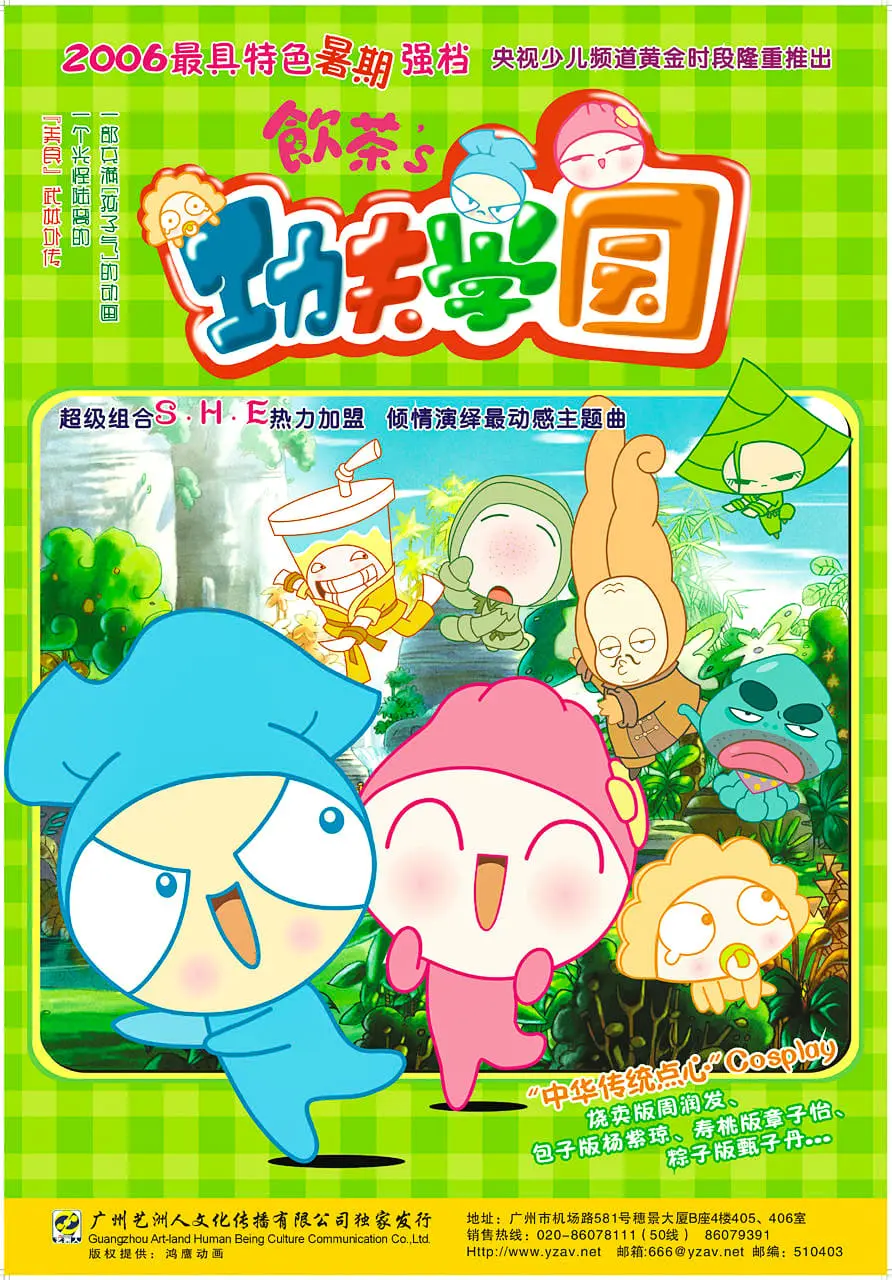 2006最具特色暑期强档 央视少儿频道黄金时段隆重推出
一部充满"孩子气"的动画
一个光怪陆离的
『美食』武林外传
飲茶's
功夫学园
超级组合S·H·E热力加盟 倾情演绎最动感主题曲
"中华传统点心"Cosplay
烧卖版周润发、
包子版杨紫琼、寿桃版章子怡、
粽子版甄子丹...
艺洲人
广州艺洲人文化传播有限公司独家发行
Guangzhou Art-land Human Being Culture Communication Co.,Ltd.
版权提供：鸿鹰动画
地址：广州市机场路581号穗景大厦B座4楼405、406室
销售热线：020-86078111（50线） 86079391
Http://www.yzav.net 邮箱:666@yzav.net 邮编：510403